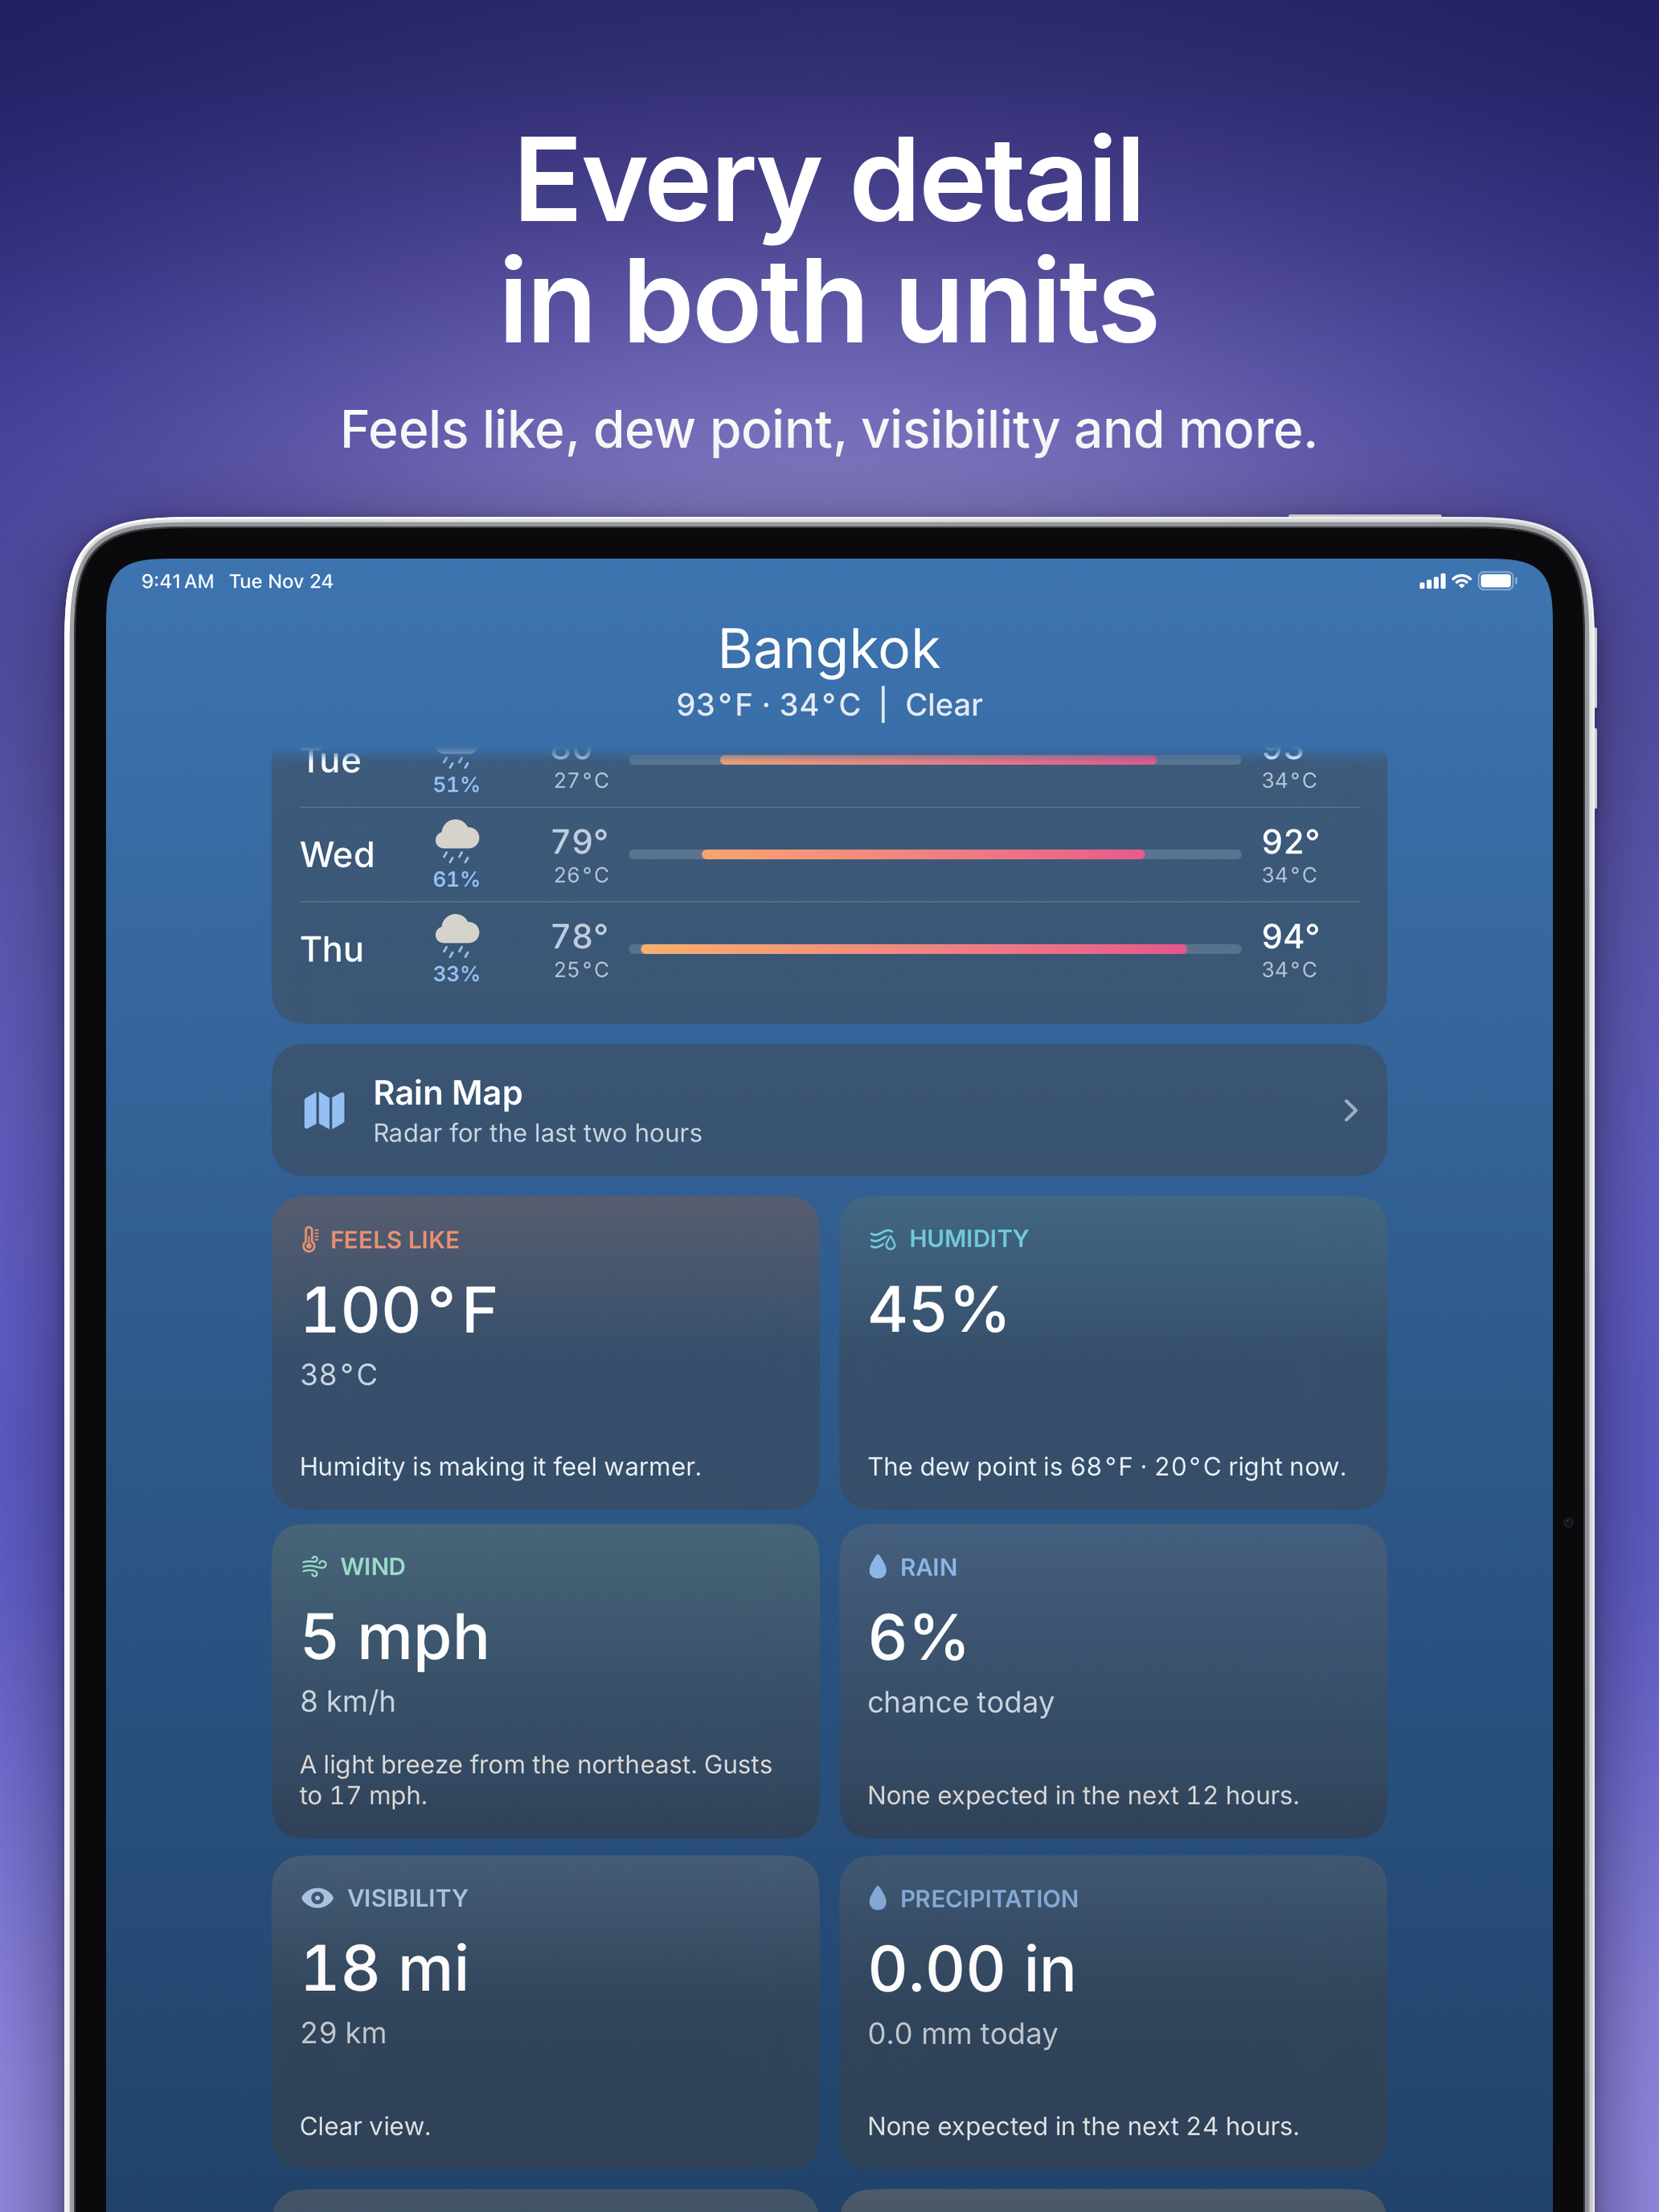 Every detail
in both units
Feels like, dew point, visibility and more.
9:41 AM Tue Nov 24
Bangkok
93°F · 34°C | Clear
Tue 51% 80° 27°C 93° 34°C
Wed 61% 79° 26°C 92° 34°C
Thu 33% 78° 25°C 94° 34°C
Rain Map
Radar for the last two hours
FEELS LIKE
100°F
38°C
Humidity is making it feel warmer.
HUMIDITY
45%
The dew point is 68°F · 20°C right now.
WIND
5 mph
8 km/h
A light breeze from the northeast. Gusts
to 17 mph.
RAIN
6%
chance today
None expected in the next 12 hours.
VISIBILITY
18 mi
29 km
Clear view.
PRECIPITATION
0.00 in
0.0 mm today
None expected in the next 24 hours.